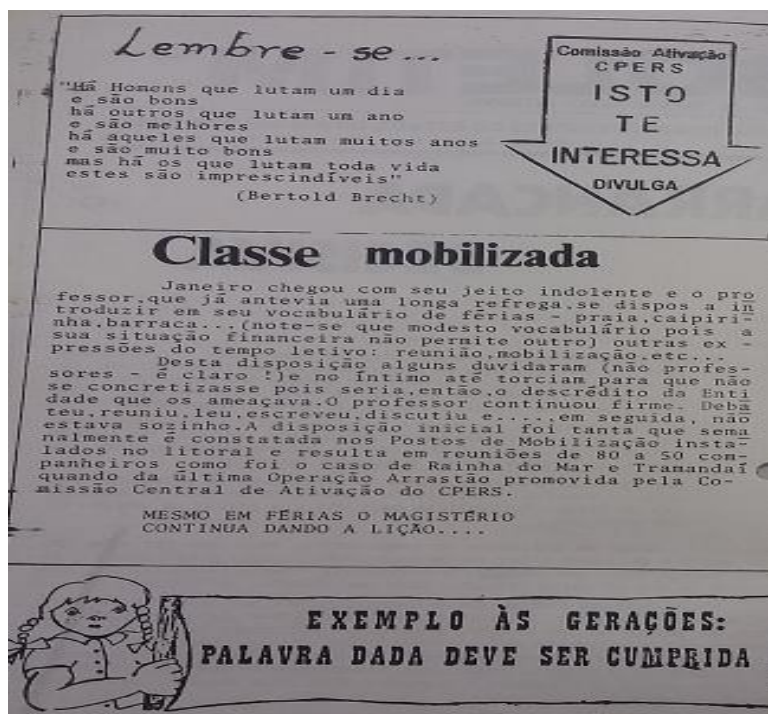 Lembre-se...
"Há Homens que lutam um dia
e são bons
há outros que lutam um ano
e são melhores
há aqueles que lutam muitos anos
e são muito bons
mas há os que lutam toda vida
estes são imprescindíveis"
(Bertold Brecht)
Comissão Ativação
CPERS
ISTO
TE
INTERESSA
DIVULGA
Classe mobilizada
Janeiro chegou com seu jeito indolente e o pro
fessor,que já antevia uma longa refrega,se dispos a in
troduzir em seu vocabulário de férias - praia,caipiri-
nha,barraca...(note-se que modesto vocabulário pois a
sua situação financeira não permite outro) outras ex -
pressões do tempo letivo: reunião,mobilização,etc...
Desta disposição alguns duvidaram (não profes-
sores - é claro !)e no íntimo até torciam para que não
se concretizasse pois seria,então,o descrédito da Enti
dade que os ameaçava.O professor continuou firme. Deba
teu,reuniu,leu,escreveu,discutiu e.....em seguida, não
estava sozinho.A disposição inicial foi tanta que sema
nalmente é constatada nos Postos de Mobilização insta-
lados no litoral e resulta em reuniões de 80 a 50 com-
panheiros como foi o caso de Rainha do Mar e Tramandaí
quando da última Operação Arrastão promovida pela Co-
missão Central de Ativação do CPERS.
MESMO EM FÉRIAS O MAGISTÉRIO
CONTINUA DANDO A LIÇÃO....
EXEMPLO ÀS GERAÇÕES:
PALAVRA DADA DEVE SER CUMPRIDA